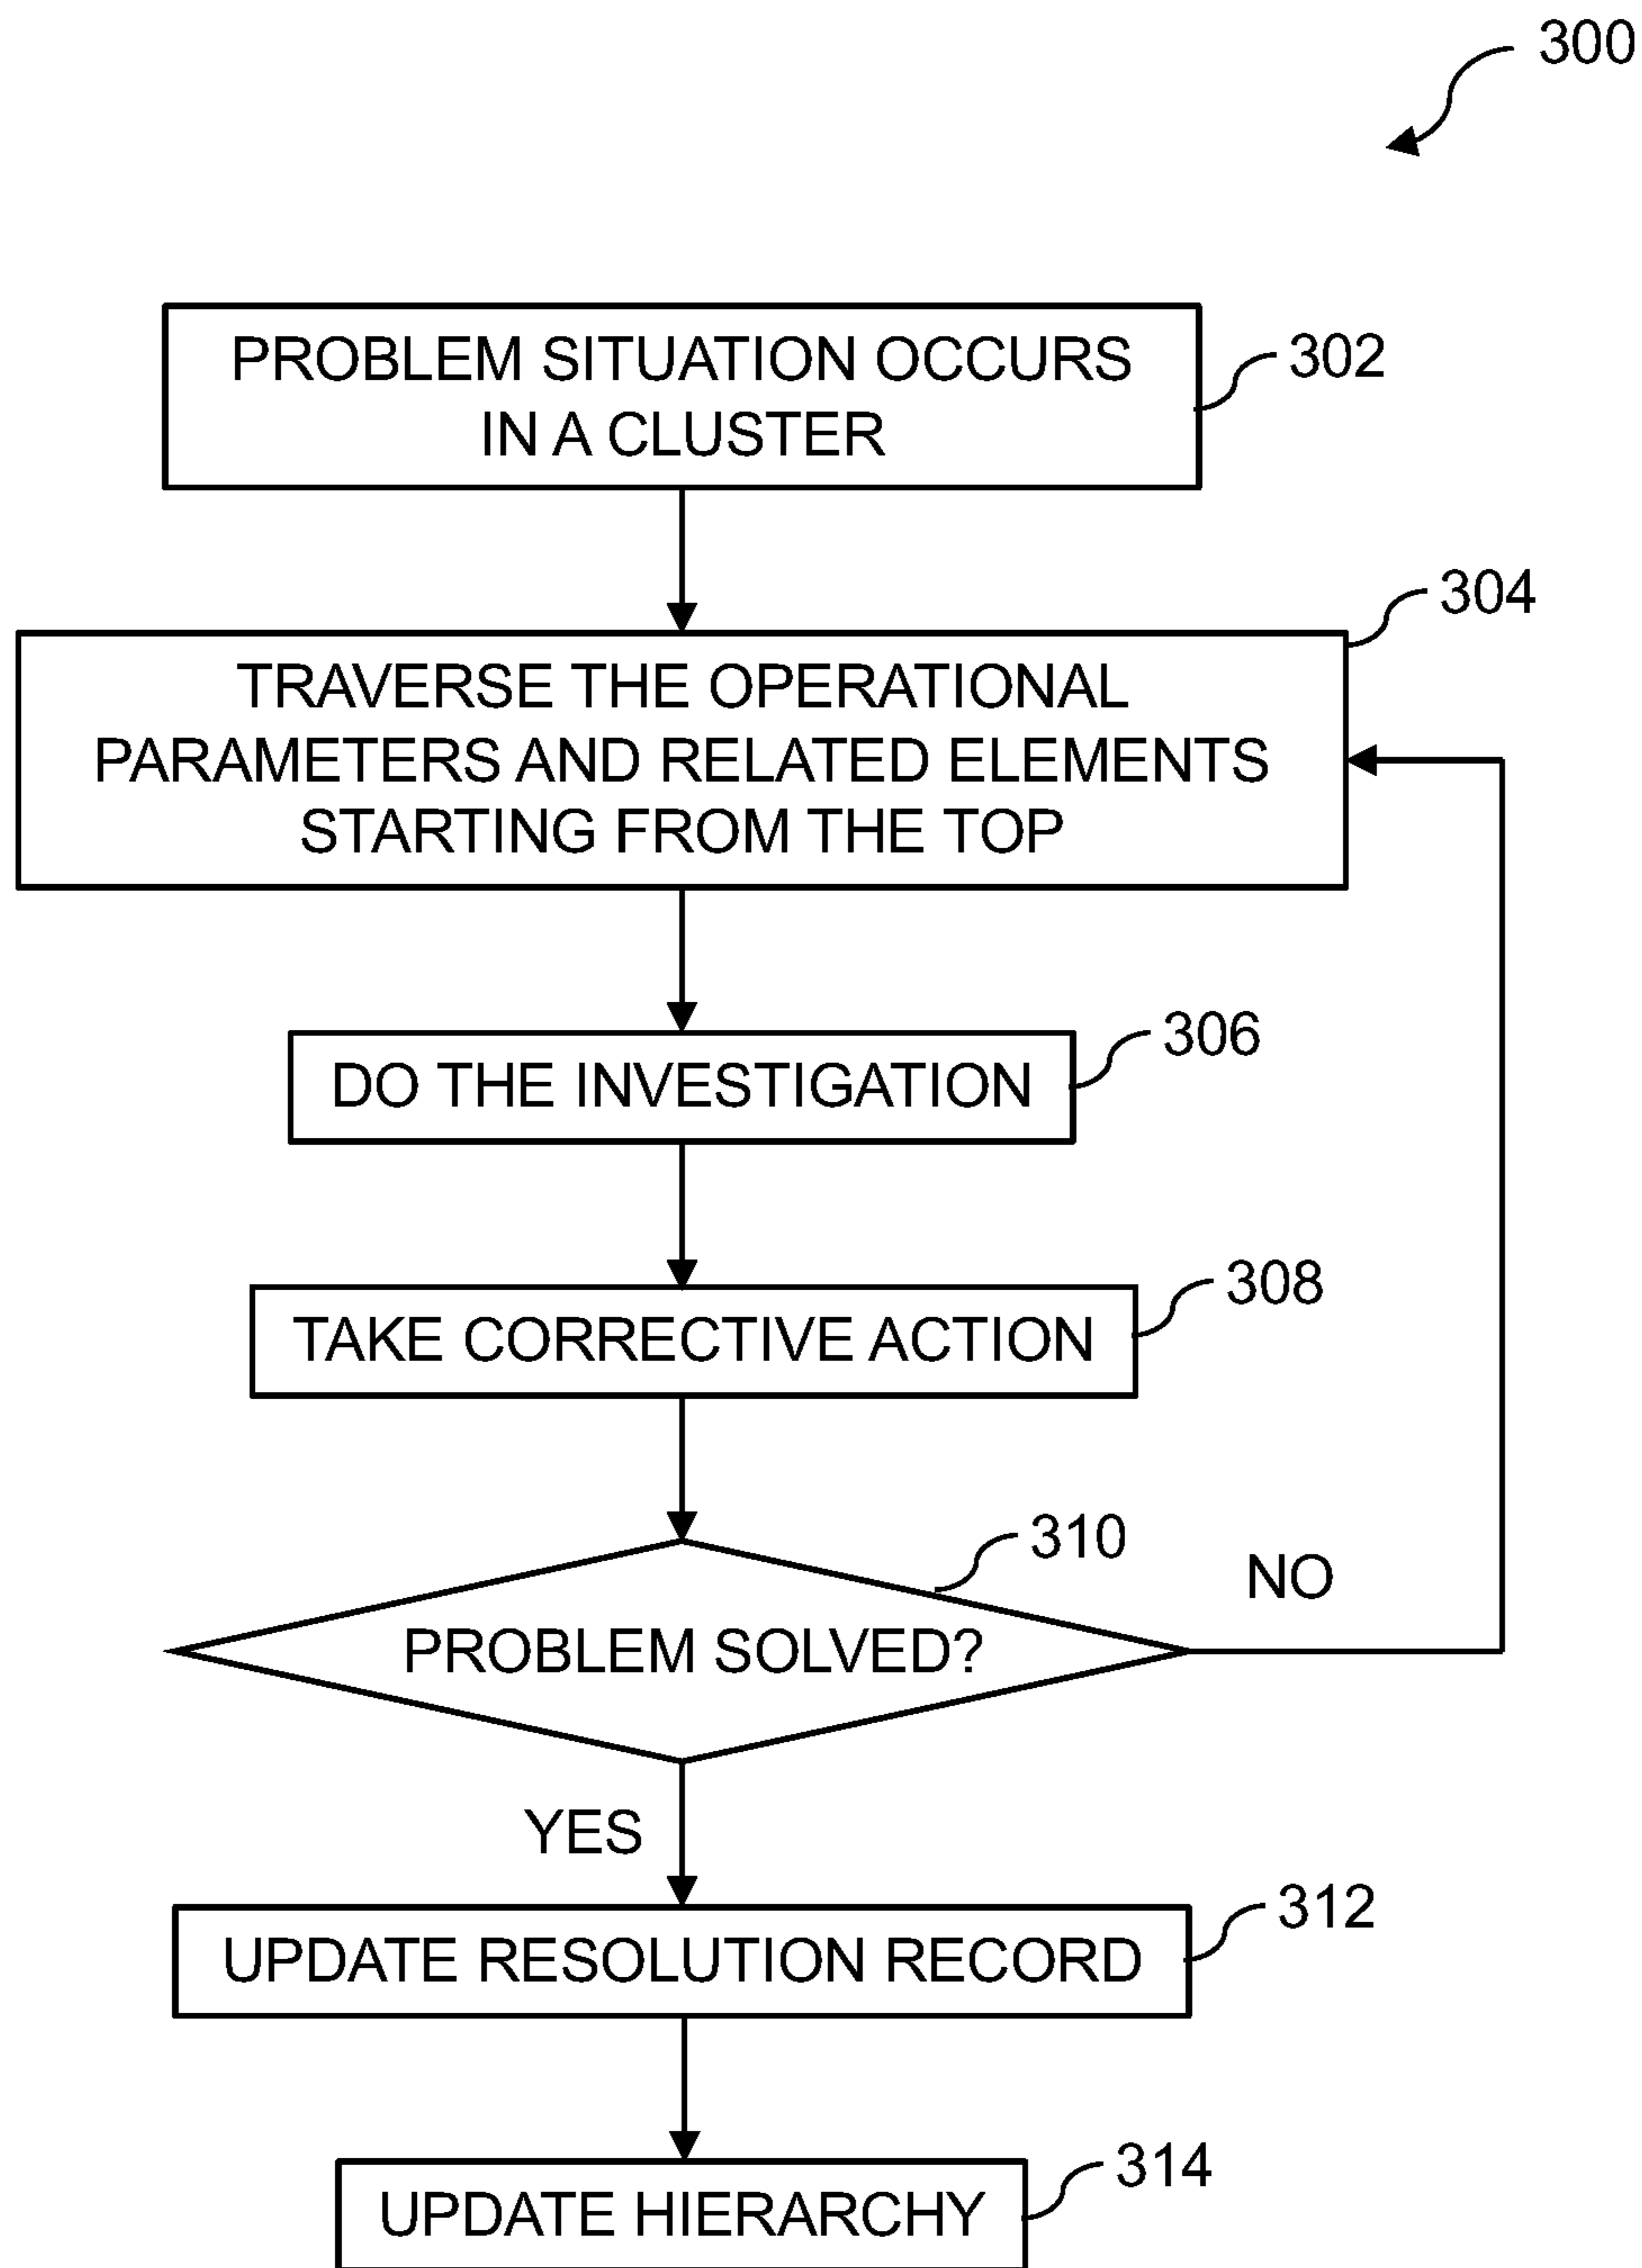 300
PROBLEM SITUATION OCCURS
IN A CLUSTER
302
304
TRAVERSE THE OPERATIONAL
PARAMETERS AND RELATED ELEMENTS
STARTING FROM THE TOP
306
DO THE INVESTIGATION
308
TAKE CORRECTIVE ACTION
310
NO
PROBLEM SOLVED?
YES
312
UPDATE RESOLUTION RECORD
314
UPDATE HIERARCHY